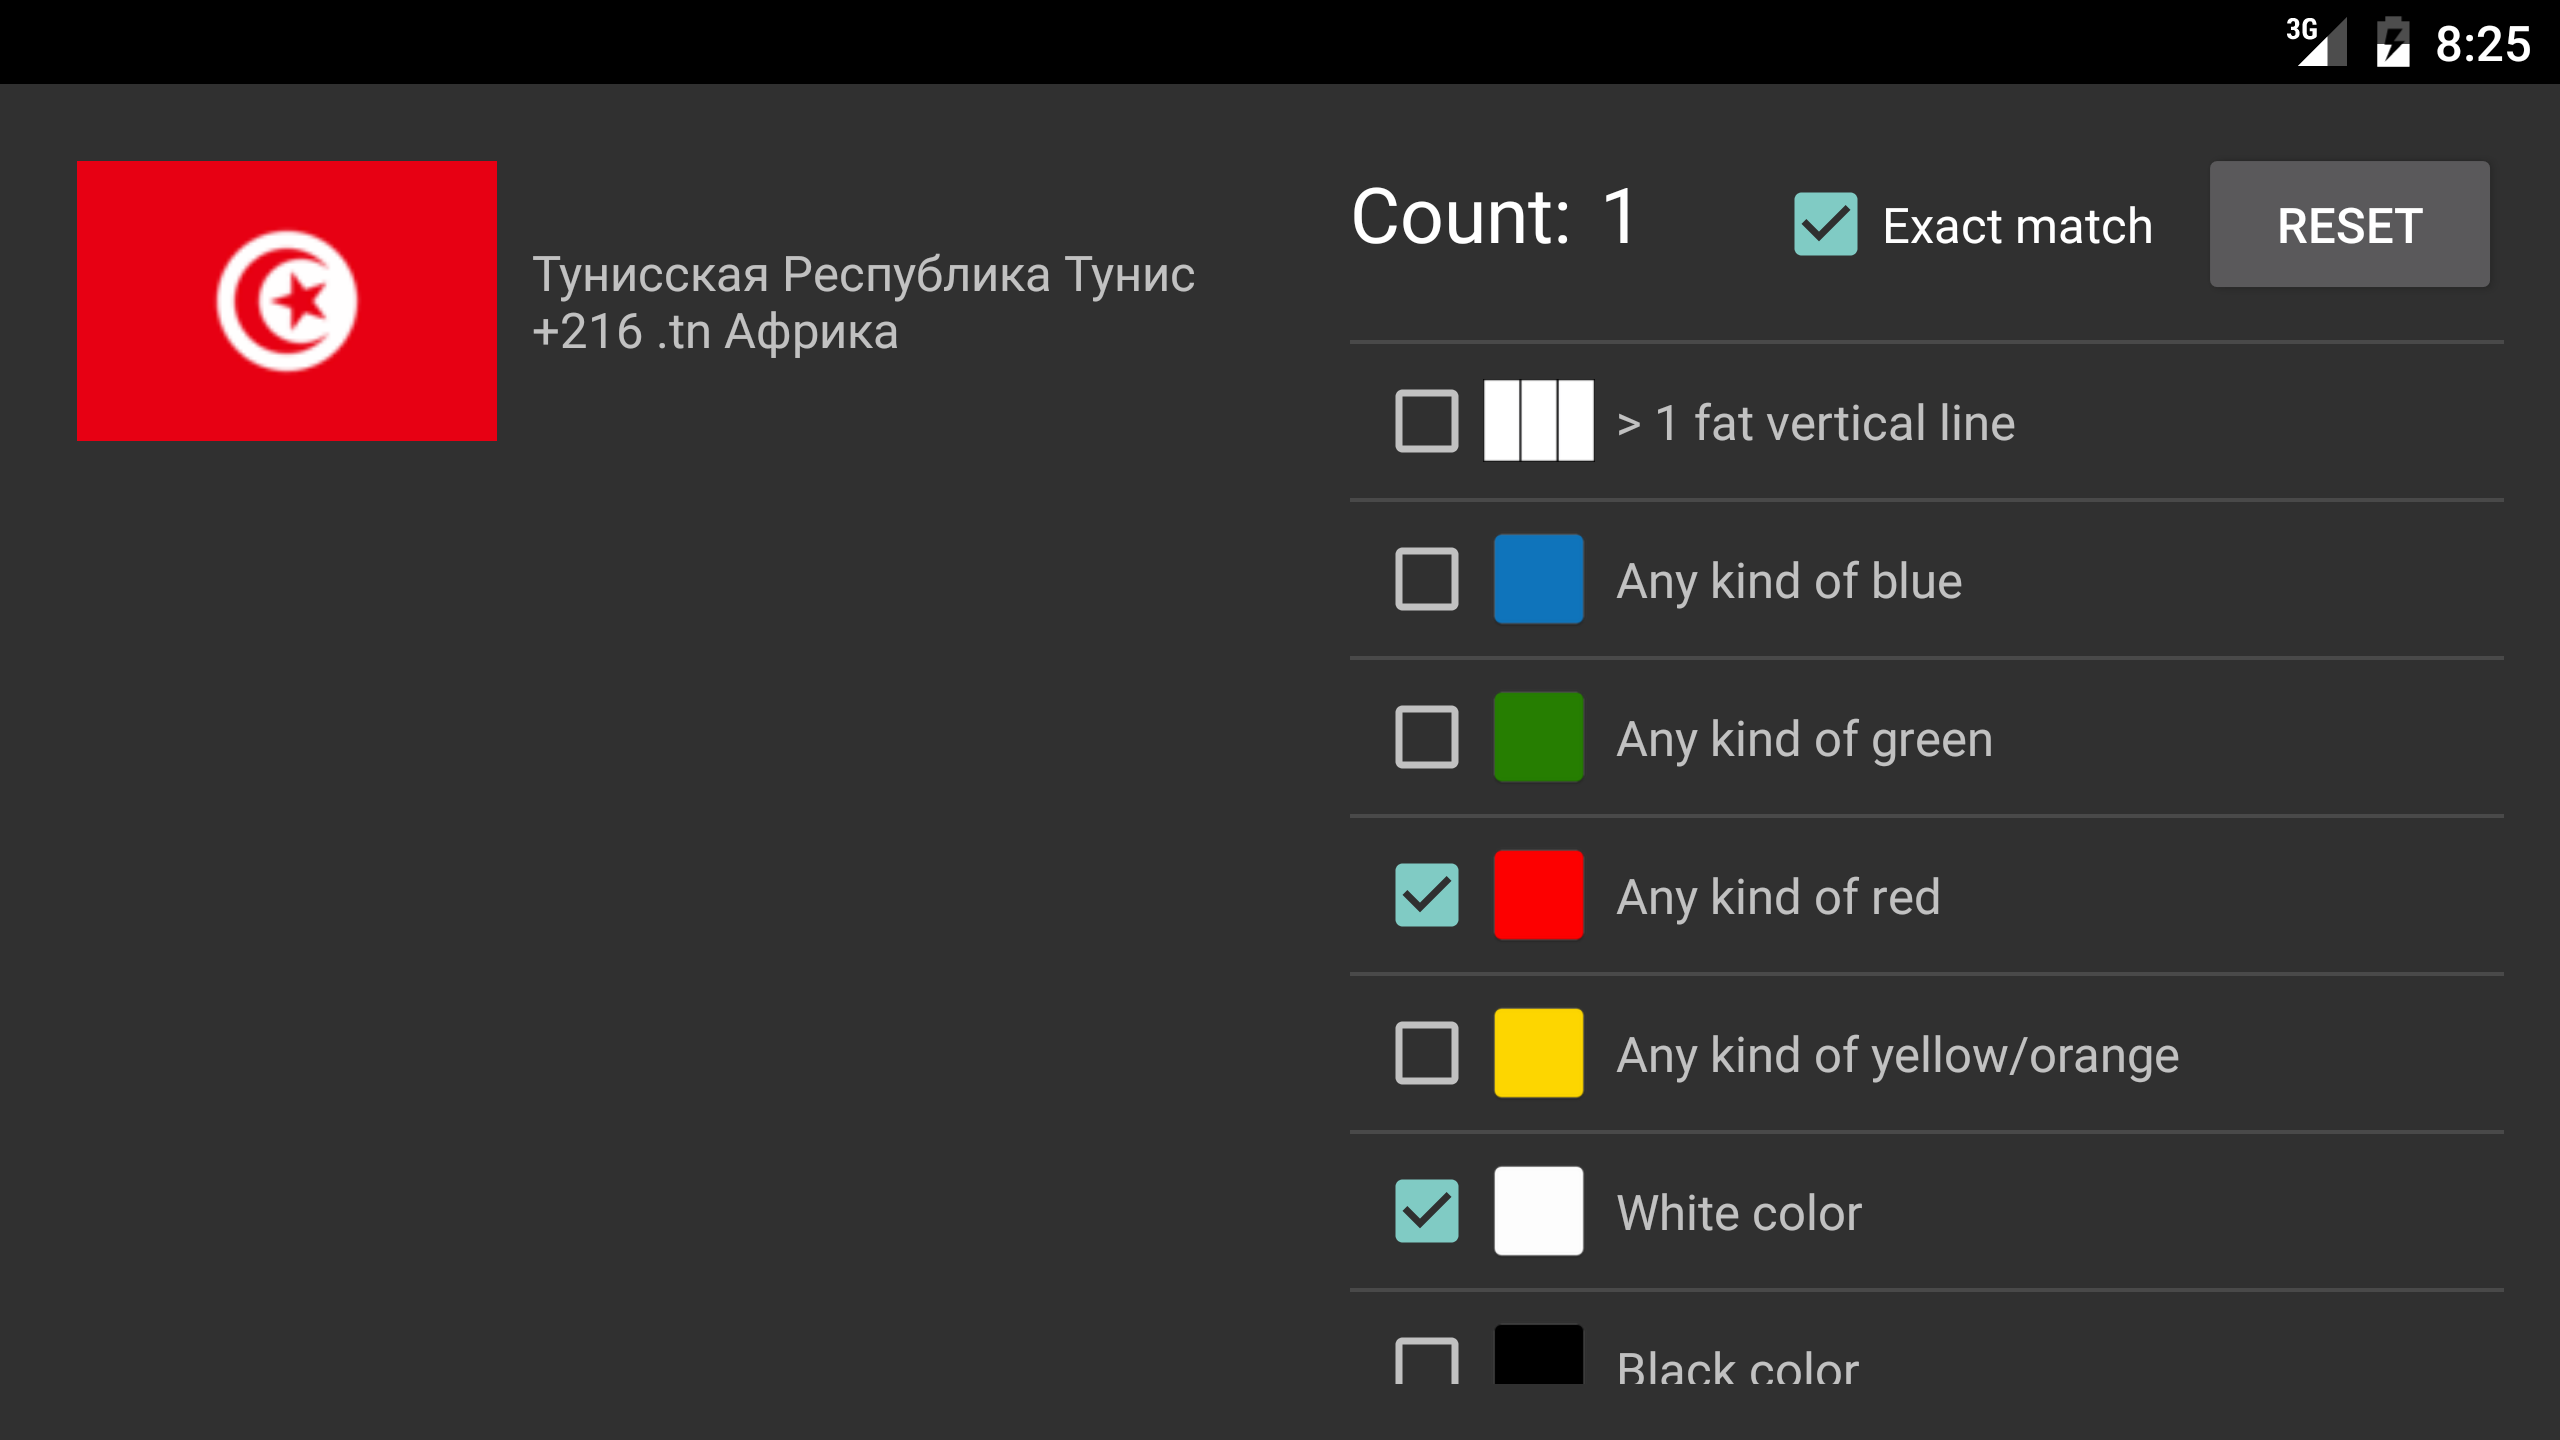 3G 8:25
Тунисская Республика Тунис
+216 .tn Африка
Count: 1
Exact match
RESET
> 1 fat vertical line
Any kind of blue
Any kind of green
Any kind of red
Any kind of yellow/orange
White color
Black color